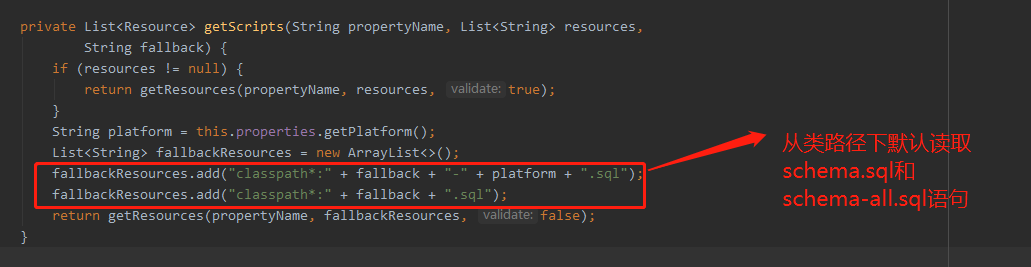 private List<Resource> getScripts(String propertyName, List<String> resources,
String fallback) {
if (resources != null) {
return getResources(propertyName, resources, validate: true);
}
String platform = this.properties.getPlatform();
List<String> fallbackResources = new ArrayList<>();
fallbackResources.add("classpath*:" + fallback + "-" + platform + ".sql");
fallbackResources.add("classpath*:" + fallback + ".sql");
return getResources(propertyName, fallbackResources, validate: false);
}
从类路径下默认读取
schema.sql和
schema-all.sql语句